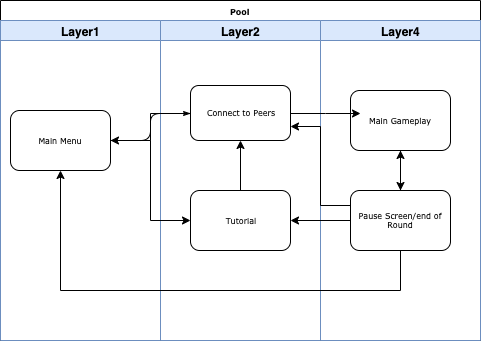 Pool
Layer1
Layer2
Layer4
Connect to Peers
Main Gameplay
Main Menu
Tutorial
Pause Screen/end of
Round